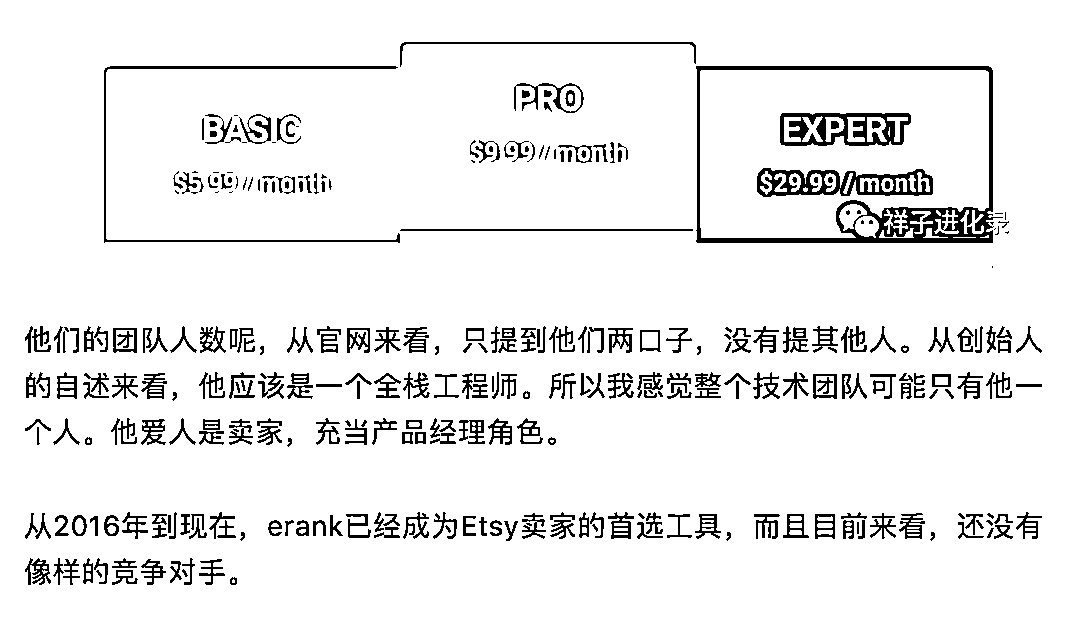 BASIC
$5.99 / month
PRO
$9.99 / month
EXPERT
$29.99 / month
祥子进化录
他们的团队人数呢，从官网来看，只提到他们两口子，没有提其他人。从创始人
的自述来看，他应该是一个全栈工程师。所以我感觉整个技术团队可能只有他一
个人。他爱人是卖家，充当产品经理角色。
从2016年到现在，erank已经成为Etsy卖家的首选工具，而且目前来看，还没有
像样的竞争对手。